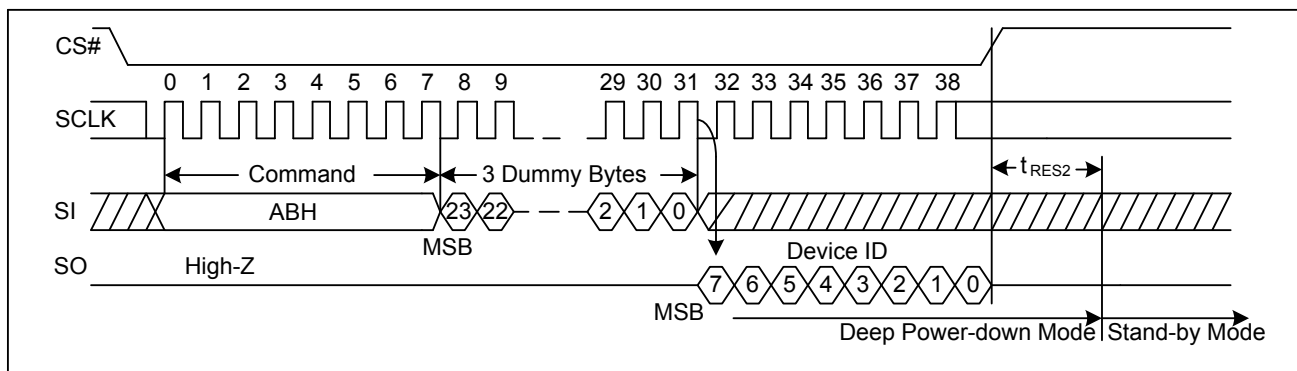 CS#
0 1 2 3 4 5 6 7 8 9 29 30 31 32 33 34 35 36 37 38
SCLK
Command 3 Dummy Bytes tRES2
SI ABH 23 22 2 1 0
MSB
Device ID
SO High-Z
7 6 5 4 3 2 1 0
MSB
Deep Power-down Mode Stand-by Mode